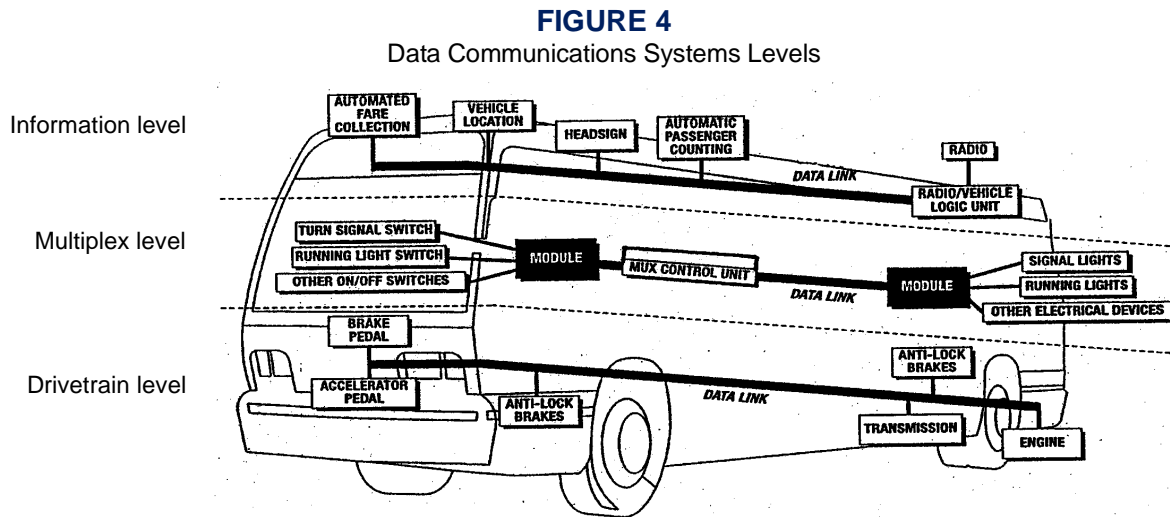 FIGURE 4
Data Communications Systems Levels
Information level
AUTOMATED
FARE
COLLECTION
VEHICLE
LOCATION
HEADSIGN
AUTOMATIC
PASSENGER
COUNTING
DATA LINK
RADIO
RADIO/VEHICLE
LOGIC UNIT
Multiplex level
TURN SIGNAL SWITCH
RUNNING LIGHT SWITCH
OTHER ON/OFF SWITCHES
MODULE
MUX CONTROL UNIT
DATA LINK
MODULE
SIGNAL LIGHTS
RUNNING LIGHTS
OTHER ELECTRICAL DEVICES
Drivetrain level
BRAKE
PEDAL
ACCELERATOR
PEDAL
ANTI-LOCK
BRAKES
DATA LINK
ANTI-LOCK
BRAKES
TRANSMISSION
ENGINE